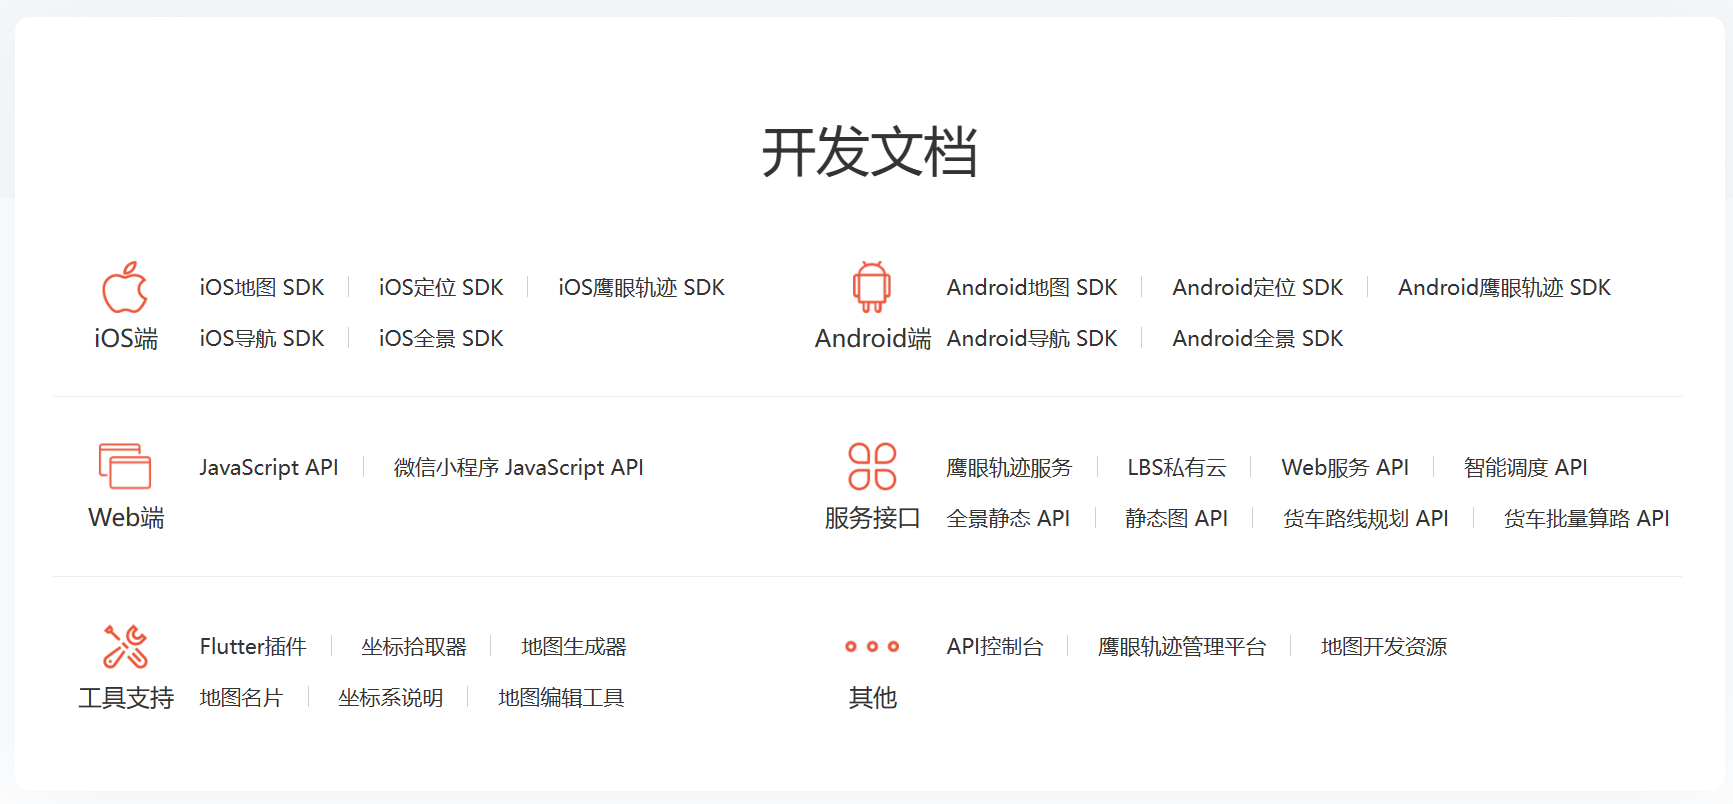 开发文档
iOS端
iOS地图 SDK
iOS定位 SDK
iOS鹰眼轨迹 SDK
iOS导航 SDK
iOS全景 SDK
Android端
Android地图 SDK
Android定位 SDK
Android鹰眼轨迹 SDK
Android导航 SDK
Android全景 SDK
Web端
JavaScript API
微信小程序 JavaScript API
服务接口
鹰眼轨迹服务
LBS私有云
Web服务 API
智能调度 API
全景静态 API
静态图 API
货车路线规划 API
货车批量算路 API
工具支持
Flutter插件
坐标拾取器
地图生成器
地图名片
坐标系说明
地图编辑工具
其他
API控制台
鹰眼轨迹管理平台
地图开发资源